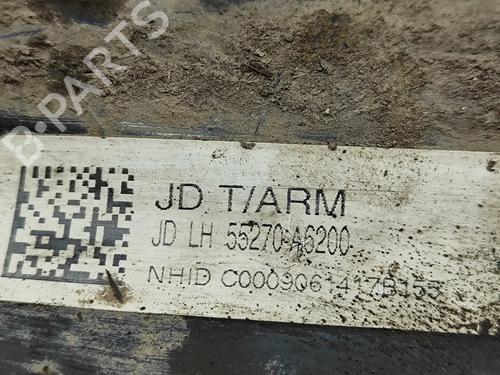 B-PARTS
JD T/ARM
JD LH 55270-A6200
NHID C0009061417B155